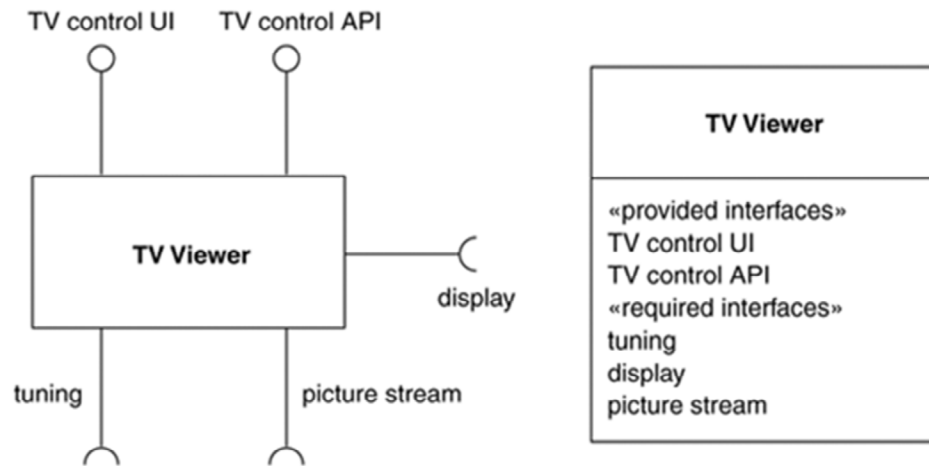 TV control UI
TV control API
TV Viewer
display
tuning
picture stream
TV Viewer
«provided interfaces»
TV control UI
TV control API
«required interfaces»
tuning
display
picture stream